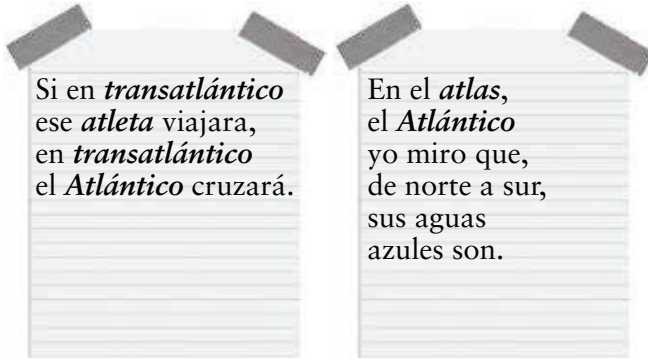 Si en transatlántico
ese atleta viajara,
en transatlántico
el Atlántico cruzará.
En el atlas,
el Atlántico
yo miro que,
de norte a sur,
sus aguas
azules son.